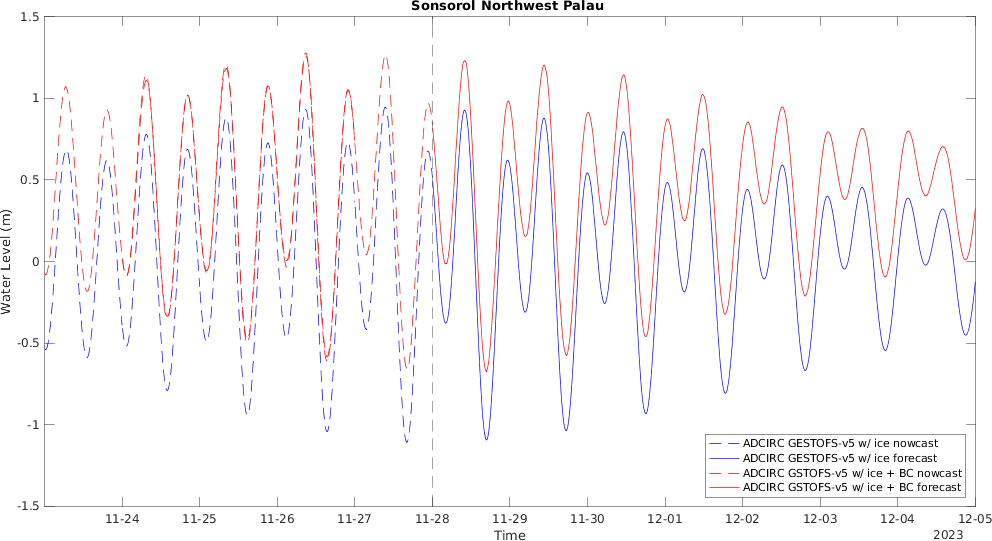 Sonsorol Northwest Palau
1.5
1
0.5
0
-0.5
-1
-1.5
Water Level (m)
ADCIRC GESTOFS-v5 w/ ice nowcast
ADCIRC GESTOFS-v5 w/ ice forecast
ADCIRC GSTOFS-v5 w/ ice + BC nowcast
ADCIRC GSTOFS-v5 w/ ice + BC forecast
11-24 11-25 11-26 11-27 11-28 11-29 11-30 12-01 12-02 12-03 12-04 12-05
Time
2023